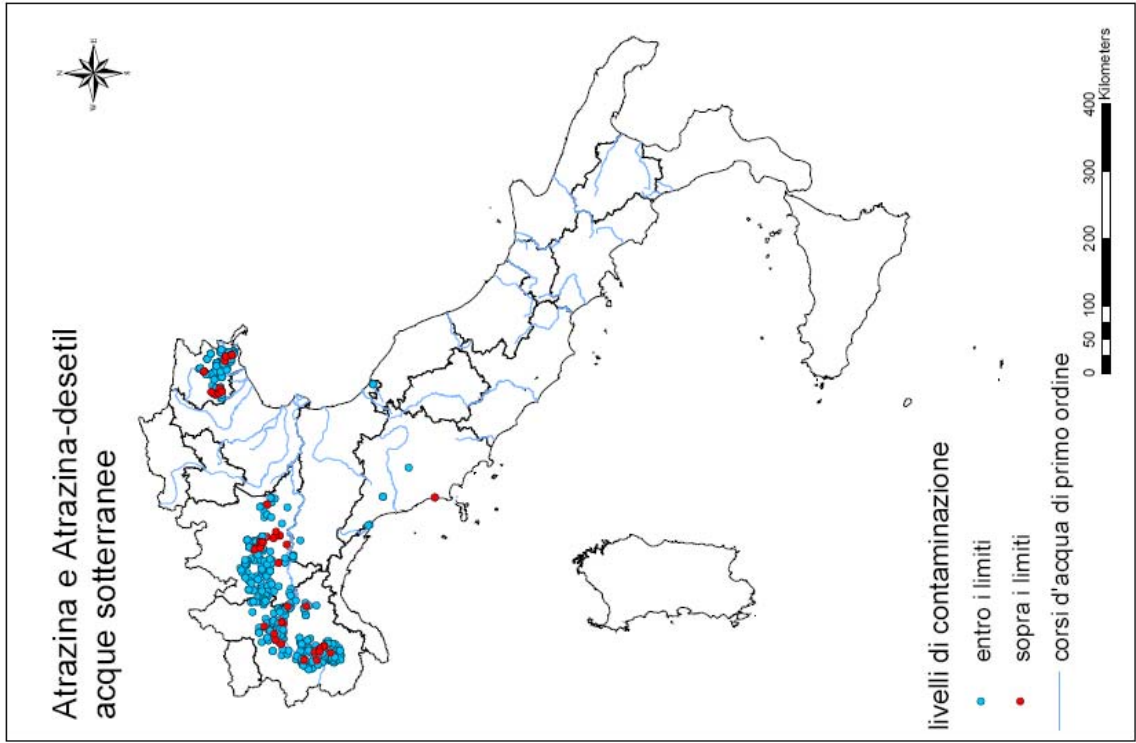 Atrazina e Atrazina-desetil
acque sotterranee
livelli di contaminazione
entro i limiti
sopra i limiti
corsi d'acqua di primo ordine
0 50 100 200 300 400
Kilometers